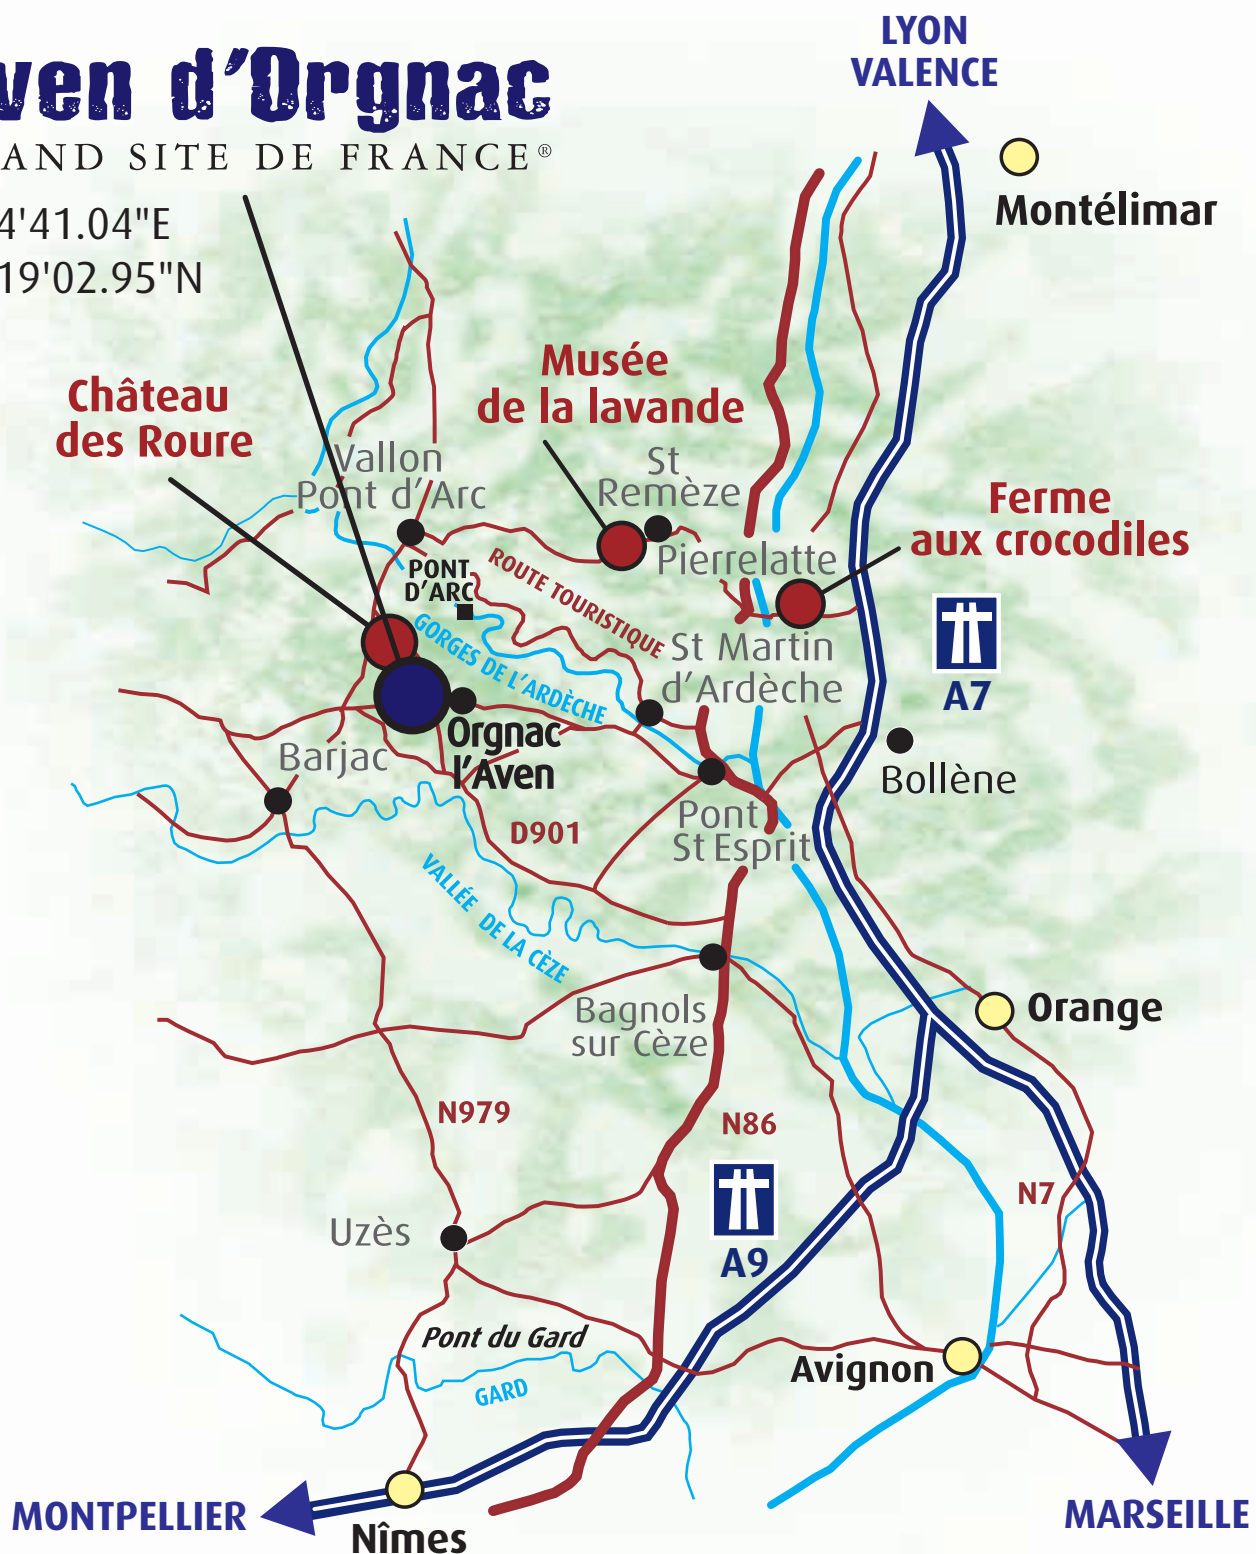 LYON
VALENCE
ven d'Orgnac
AND SITE DE FRANCE®
4'41.04"E
19'02.95"N
Montélimar
Musée
de la lavande
Château
des Roure
Vallon
Pont d'Arc
St
Remèze
Ferme
aux crocodiles
Pierrelatte
PONT
D'ARC
ROUTE TOURISTIQUE
GORGES DE L'ARDÈCHE
St Martin
d'Ardèche
A7
Orgnac
l'Aven
Barjac
Bollène
D901
Pont
St Esprit
VALLÉE DE LA CÈZE
Bagnols
sur Cèze
Orange
N979
N86
N7
Uzès
A9
Pont du Gard
GARD
Avignon
MONTPELLIER
Nîmes
MARSEILLE